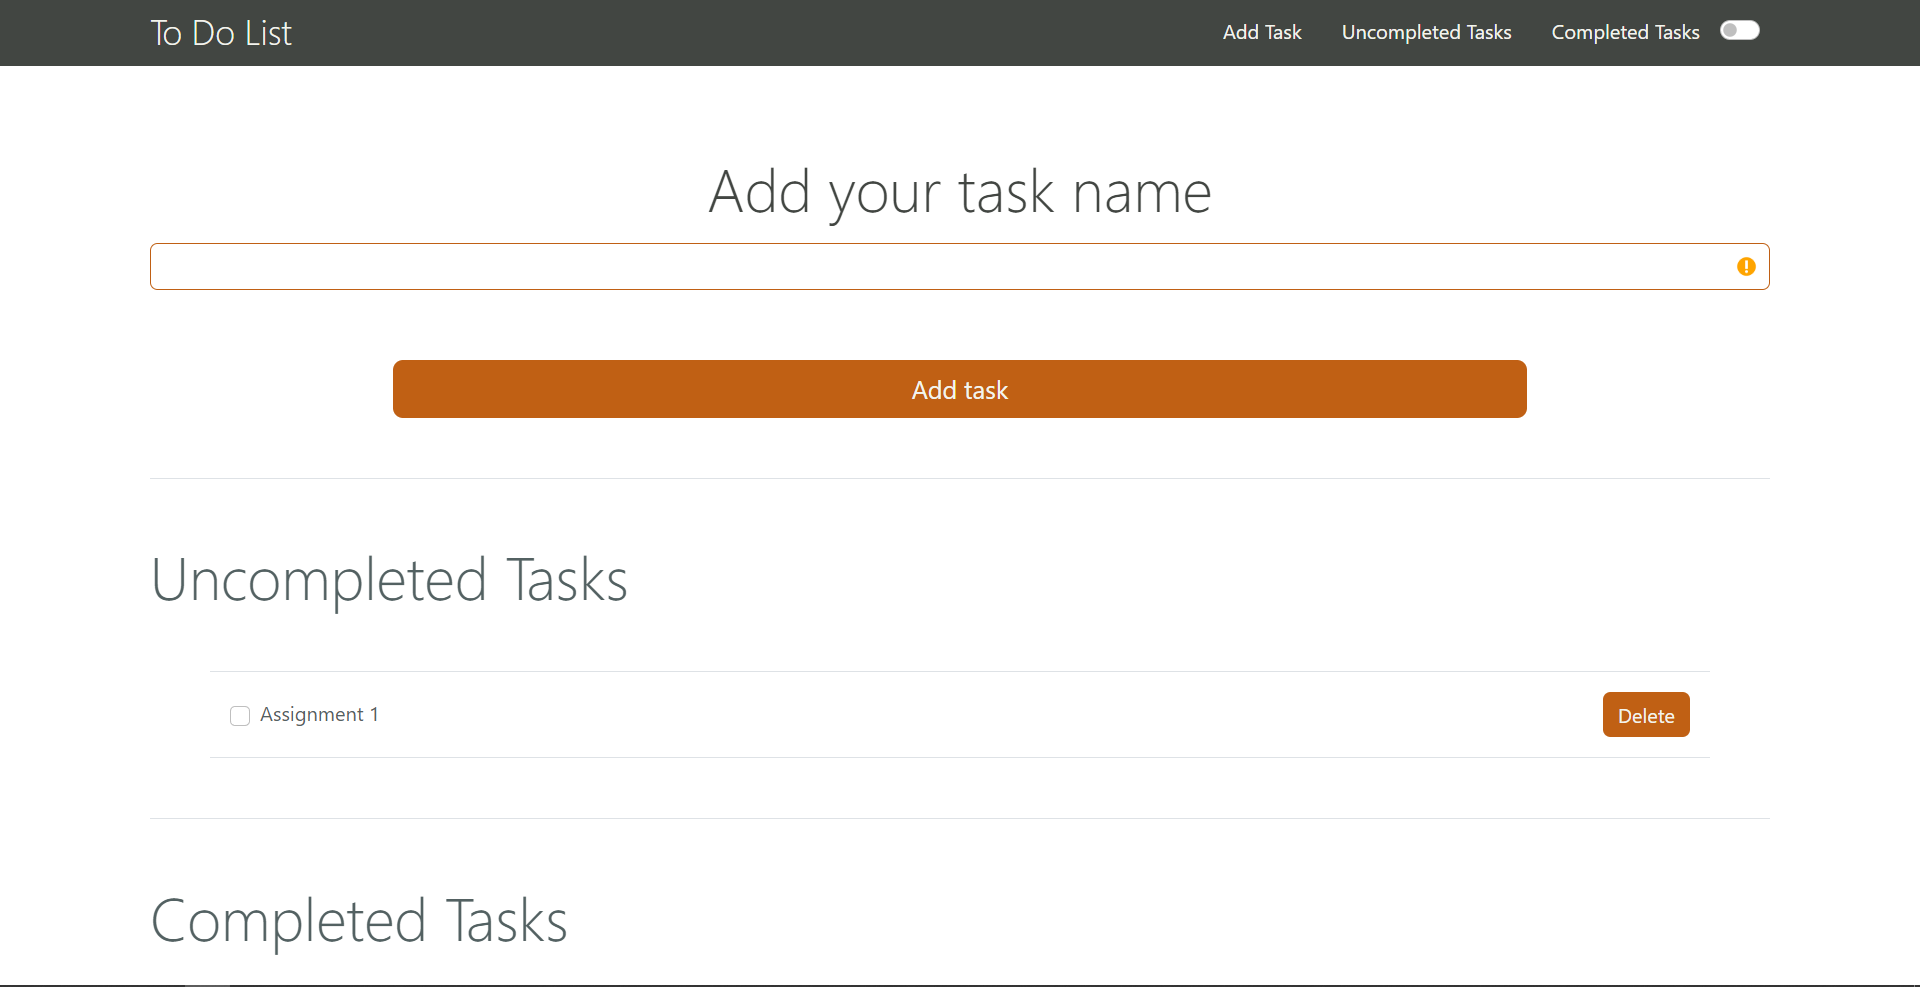 To Do List
Add Task
Uncompleted Tasks
Completed Tasks
Add your task name
Add task
Uncompleted Tasks
Assignment 1
Delete
Completed Tasks